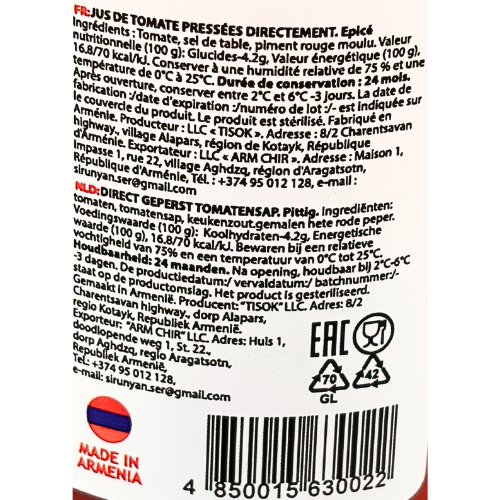 FR:JUS DE TOMATE PRESSÉES DIRECTEMENT. Epicé
Ingrédients : Tomate, sel de table, piment rouge moulu. Valeur
nutritionnelle (100 g): Glucides-4.2g, Valeur énergétique (100 g),
16.8/70 kcal/kJ. Conserver à une humidité relative de 75 % et une
température de 0°C à 25°C. Durée de conservation : 24 mois.
Après ouverture, conserver entre 2°C et 6°C -3 jours. La date de
fabrication :/date d'expiration :/numéro de lot :/- est indiquée sur
le couvercle du produit. Le produit est stérilisé. Fabriqué en
Arménie. Producteur : LLC « TISOK ». Adresse : 8/2 Charentsavan
highway., village Alapars, région de Kotayk, République
d'Arménie. Exportateur : LLC « ARM CHIR ». Adresse : Maison 1,
Impasse 1, rue 22, village Aghdzq, région d'Aragatsotn,
République d'Arménie, Tél. : +374 95 012 128, e-mail :
sirunyan.ser@gmail.com
NLD:DIRECT GEPERST TOMATENSAP. Pittig. Ingrediënten:
tomaten, tomatensap, keukenzout.gemalen hete rode peper.
Voedingswaarde (100 g): Koolhydraten-4.2g, Energetische
waarde (100 g), 16.8/70 kcal/kJ. Bewaren bij een relatieve
vochtigheid van 75% en een temperatuur van 0°C tot 25°C.
Houdbaarheid: 24 maanden. Na opening, houdbaar bij 2°C-6°C
-3 dagen. De productiedatum:/ vervaldatum:/ batchnummer:/-
staat op de productomslag. Het product is gesteriliseerd.
Gemaakt in Armenië. Producent: "TISOK" LLC. Adres: 8/2
Charentsavan highway., dorp Alapars,
regio Kotayk, Republiek Armenië.
Exporteur: "ARM CHIR" LLC. Adres: Huis 1,
doodlopende weg 1, St. 22.,
dorp Aghdzq, regio Aragatsotn,
Republiek Armenië,
Tel.: +374 95 012 128,
e-mail: sirunyan.ser@gmail.com
EAC
70
GL
42
MADE IN
ARMENIA
4 850015 630022